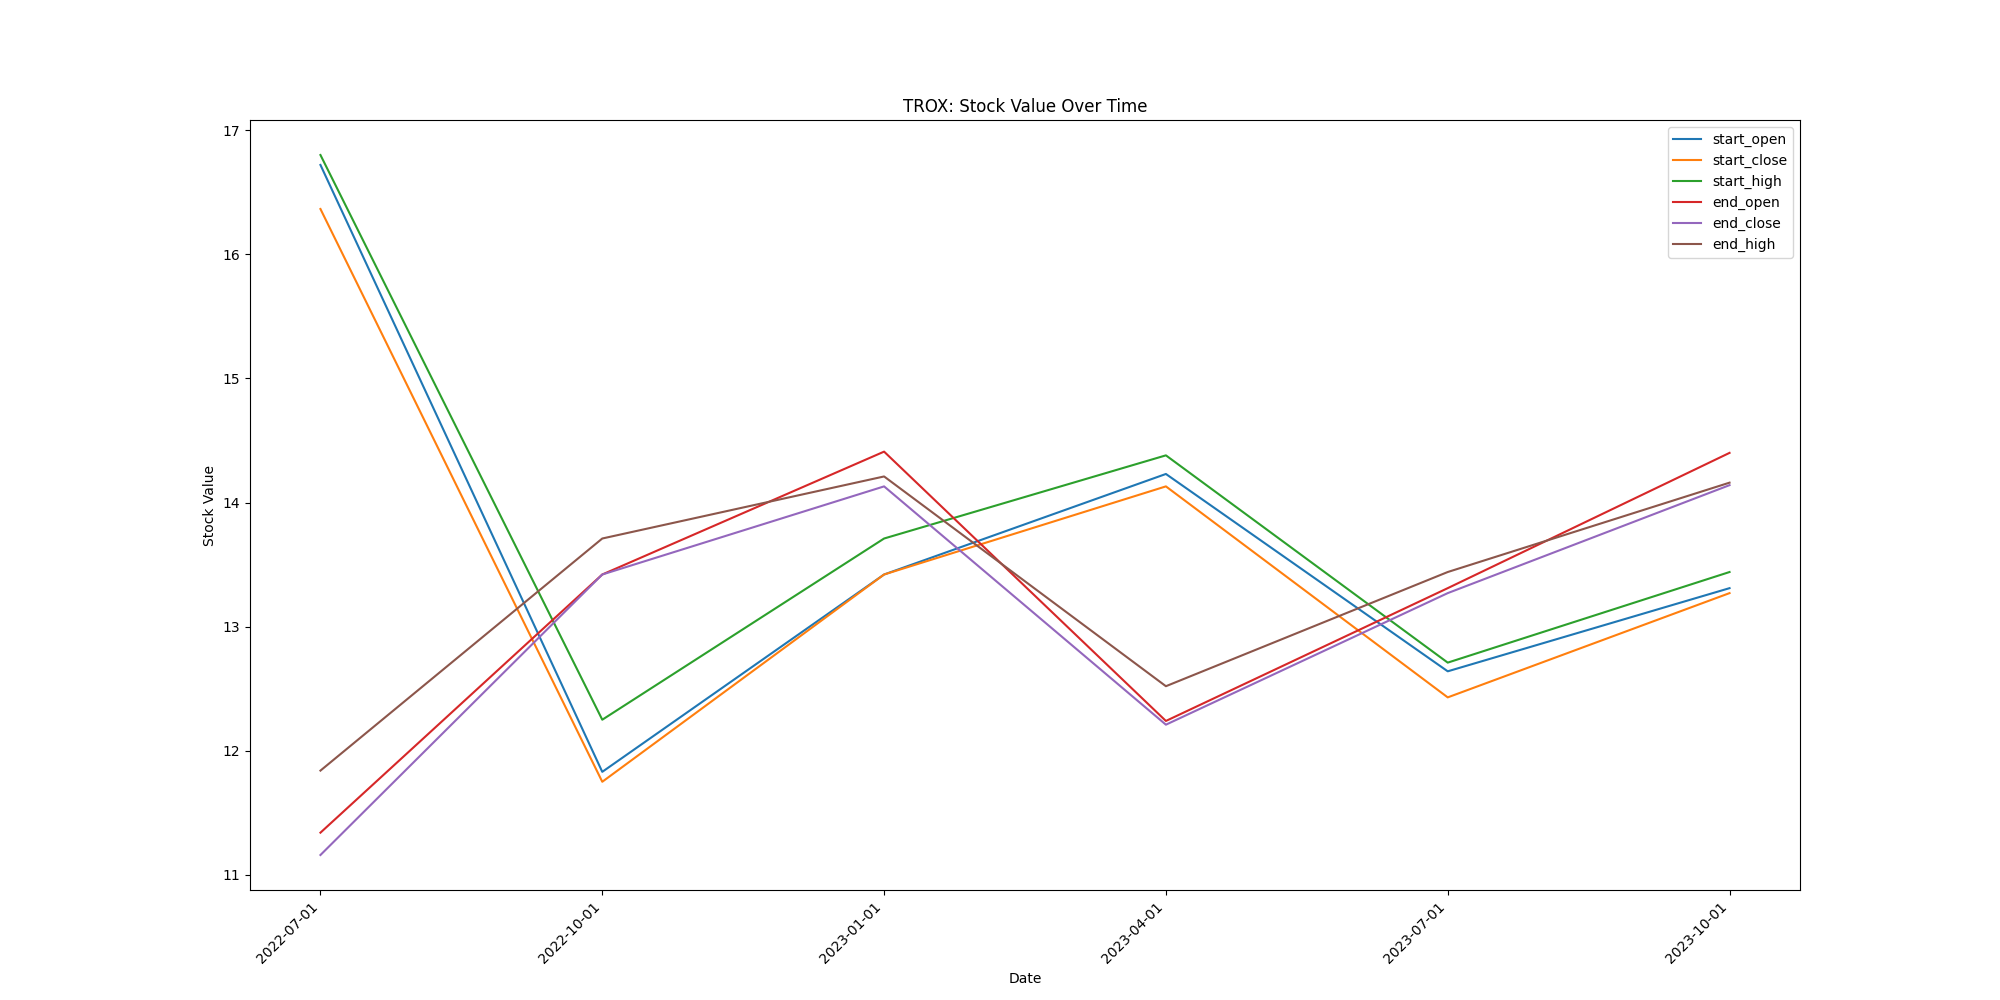 TROX: Stock Value Over Time
17
16
15
14
13
12
11
Stock Value
start_open
start_close
start_high
end_open
end_close
end_high
2022-07-01
2022-10-01
2023-01-01
2023-04-01
2023-07-01
2023-10-01
Date